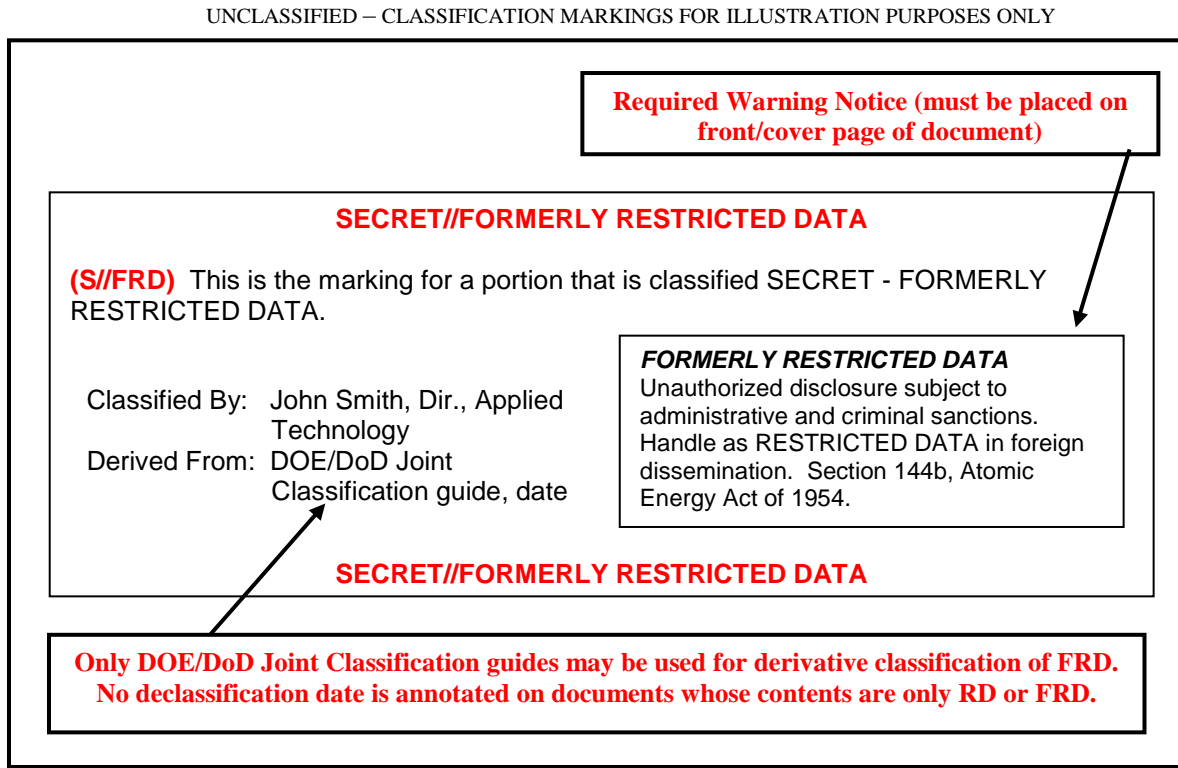 UNCLASSIFIED – CLASSIFICATION MARKINGS FOR ILLUSTRATION PURPOSES ONLY
Required Warning Notice (must be placed on
front/cover page of document)
SECRET//FORMERLY RESTRICTED DATA
(S//FRD) This is the marking for a portion that is classified SECRET - FORMERLY
RESTRICTED DATA.
Classified By: John Smith, Dir., Applied
Technology
Derived From: DOE/DoD Joint
Classification guide, date
FORMERLY RESTRICTED DATA
Unauthorized disclosure subject to
administrative and criminal sanctions.
Handle as RESTRICTED DATA in foreign
dissemination. Section 144b, Atomic
Energy Act of 1954.
SECRET//FORMERLY RESTRICTED DATA
Only DOE/DoD Joint Classification guides may be used for derivative classification of FRD.
No declassification date is annotated on documents whose contents are only RD or FRD.